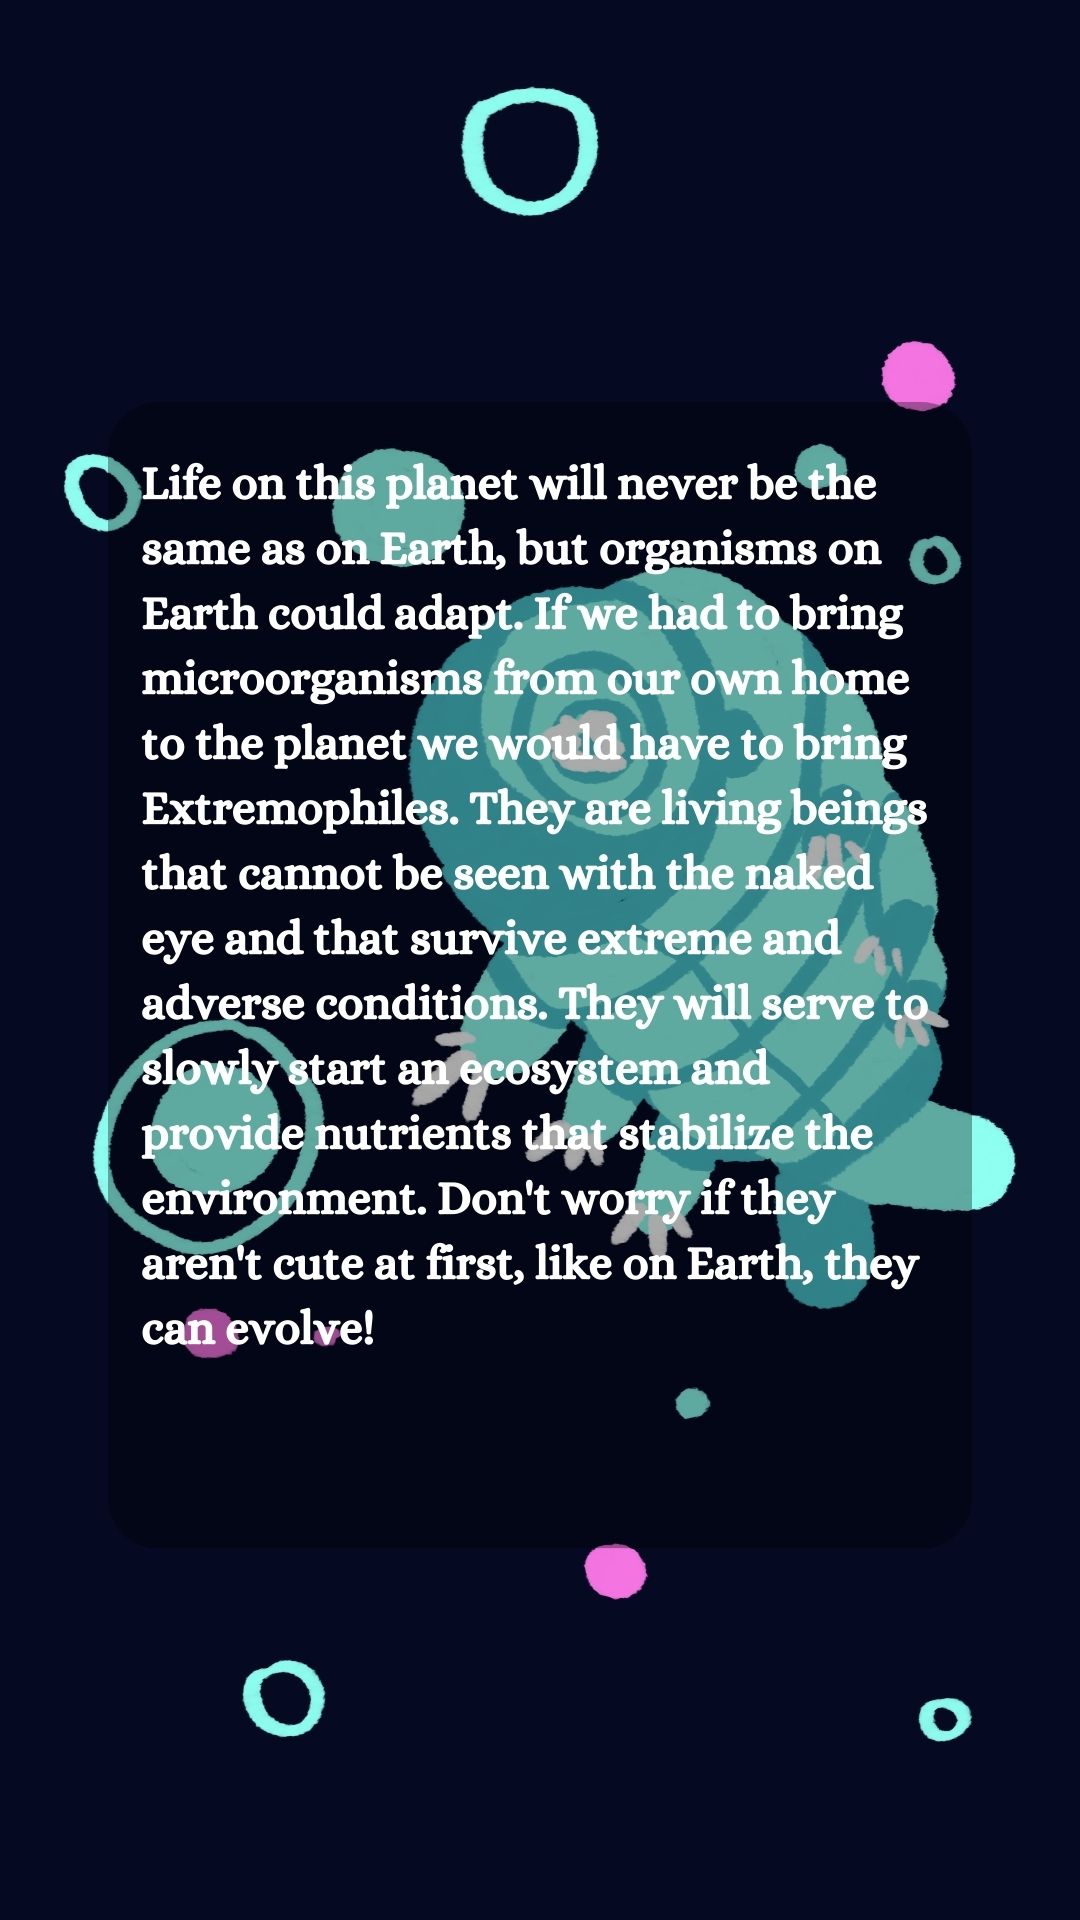 Life on this planet will never be the
same as on Earth, but organisms on
Earth could adapt. If we had to bring
microorganisms from our own home
to the planet we would have to bring
Extremophiles. They are living beings
that cannot be seen with the naked
eye and that survive extreme and
adverse conditions. They will serve to
slowly start an ecosystem and
provide nutrients that stabilize the
environment. Don't worry if they
aren't cute at first, like on Earth, they
can evolve!